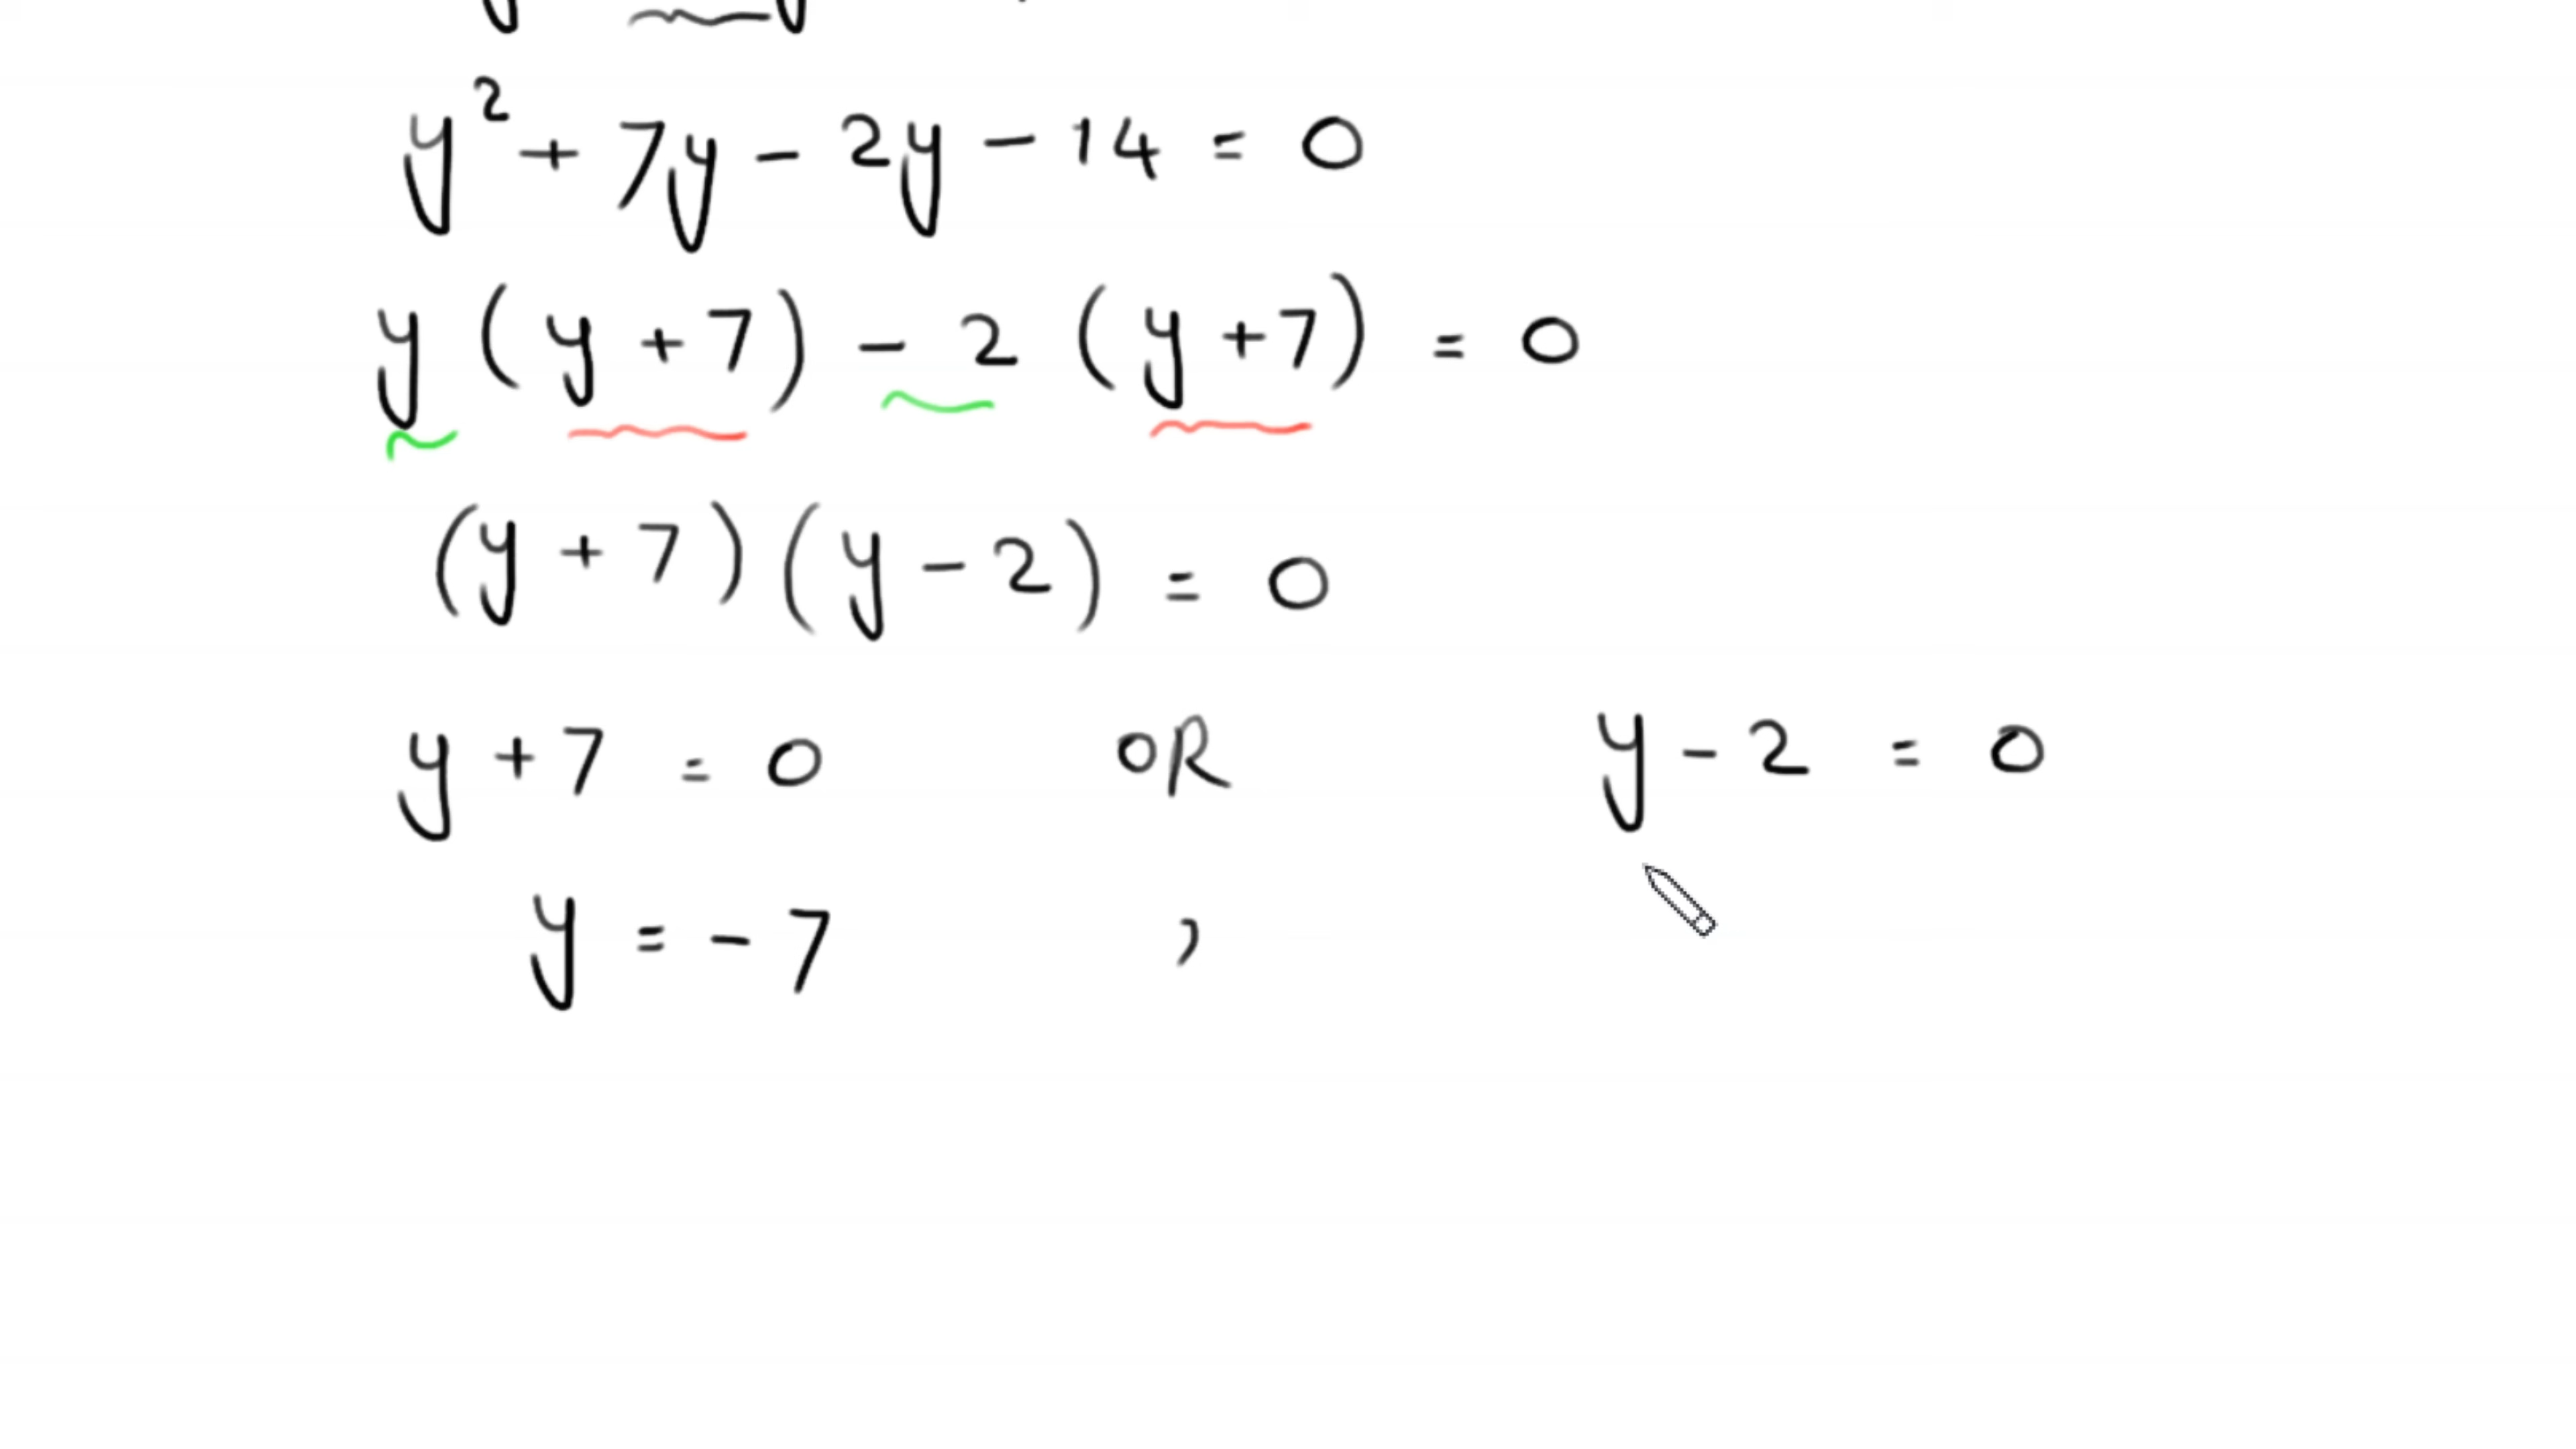 y² + 7y - 2y - 14 = 0
y (y + 7) - 2 (y + 7) = 0
(y + 7) (y - 2) = 0
y + 7 = 0 OR y - 2 = 0
y = - 7 ,